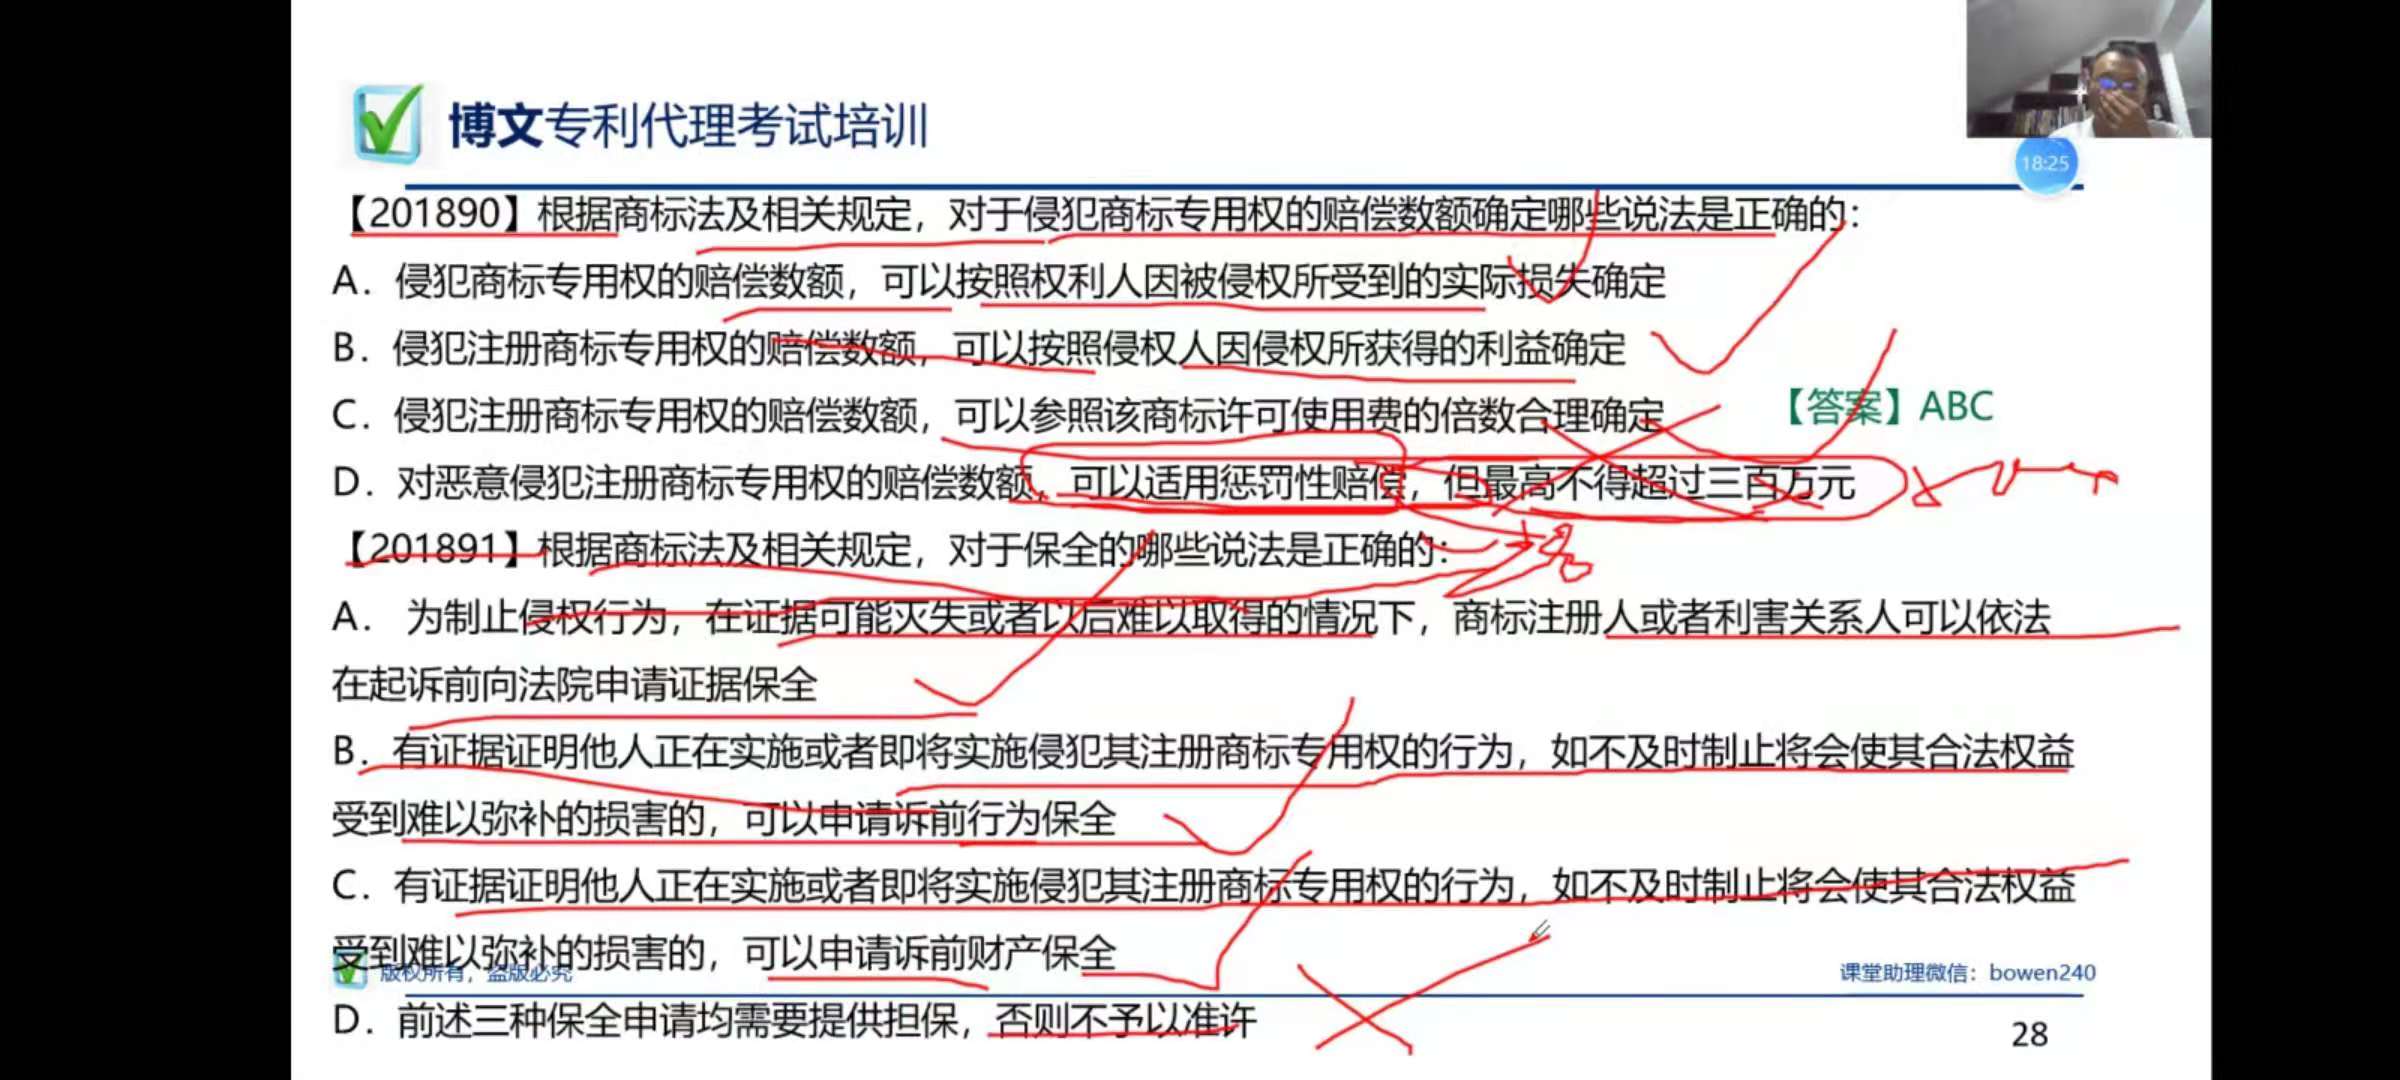 博文专利代理考试培训
18:25
【201890】根据商标法及相关规定，对于侵犯商标专用权的赔偿数额确定哪些说法是正确的：
A．侵犯商标专用权的赔偿数额，可以按照权利人因被侵权所受到的实际损失确定
B．侵犯注册商标专用权的赔偿数额，可以按照侵权人因侵权所获得的利益确定
C．侵犯注册商标专用权的赔偿数额，可以参照该商标许可使用费的倍数合理确定
【答案】ABC
D．对恶意侵犯注册商标专用权的赔偿数额，可以适用惩罚性赔偿，但最高不得超过三百万元
【201891】根据商标法及相关规定，对于保全的哪些说法是正确的：
A． 为制止侵权行为，在证据可能灭失或者以后难以取得的情况下，商标注册人或者利害关系人可以依法
在起诉前向法院申请证据保全
B．有证据证明他人正在实施或者即将实施侵犯其注册商标专用权的行为，如不及时制止将会使其合法权益
受到难以弥补的损害的，可以申请诉前行为保全
C．有证据证明他人正在实施或者即将实施侵犯其注册商标专用权的行为，如不及时制止将会使其合法权益
受到难以弥补的损害的，可以申请诉前财产保全
版权所有，盗版必究
课堂助理微信：bowen240
D．前述三种保全申请均需要提供担保，否则不予以准许
28